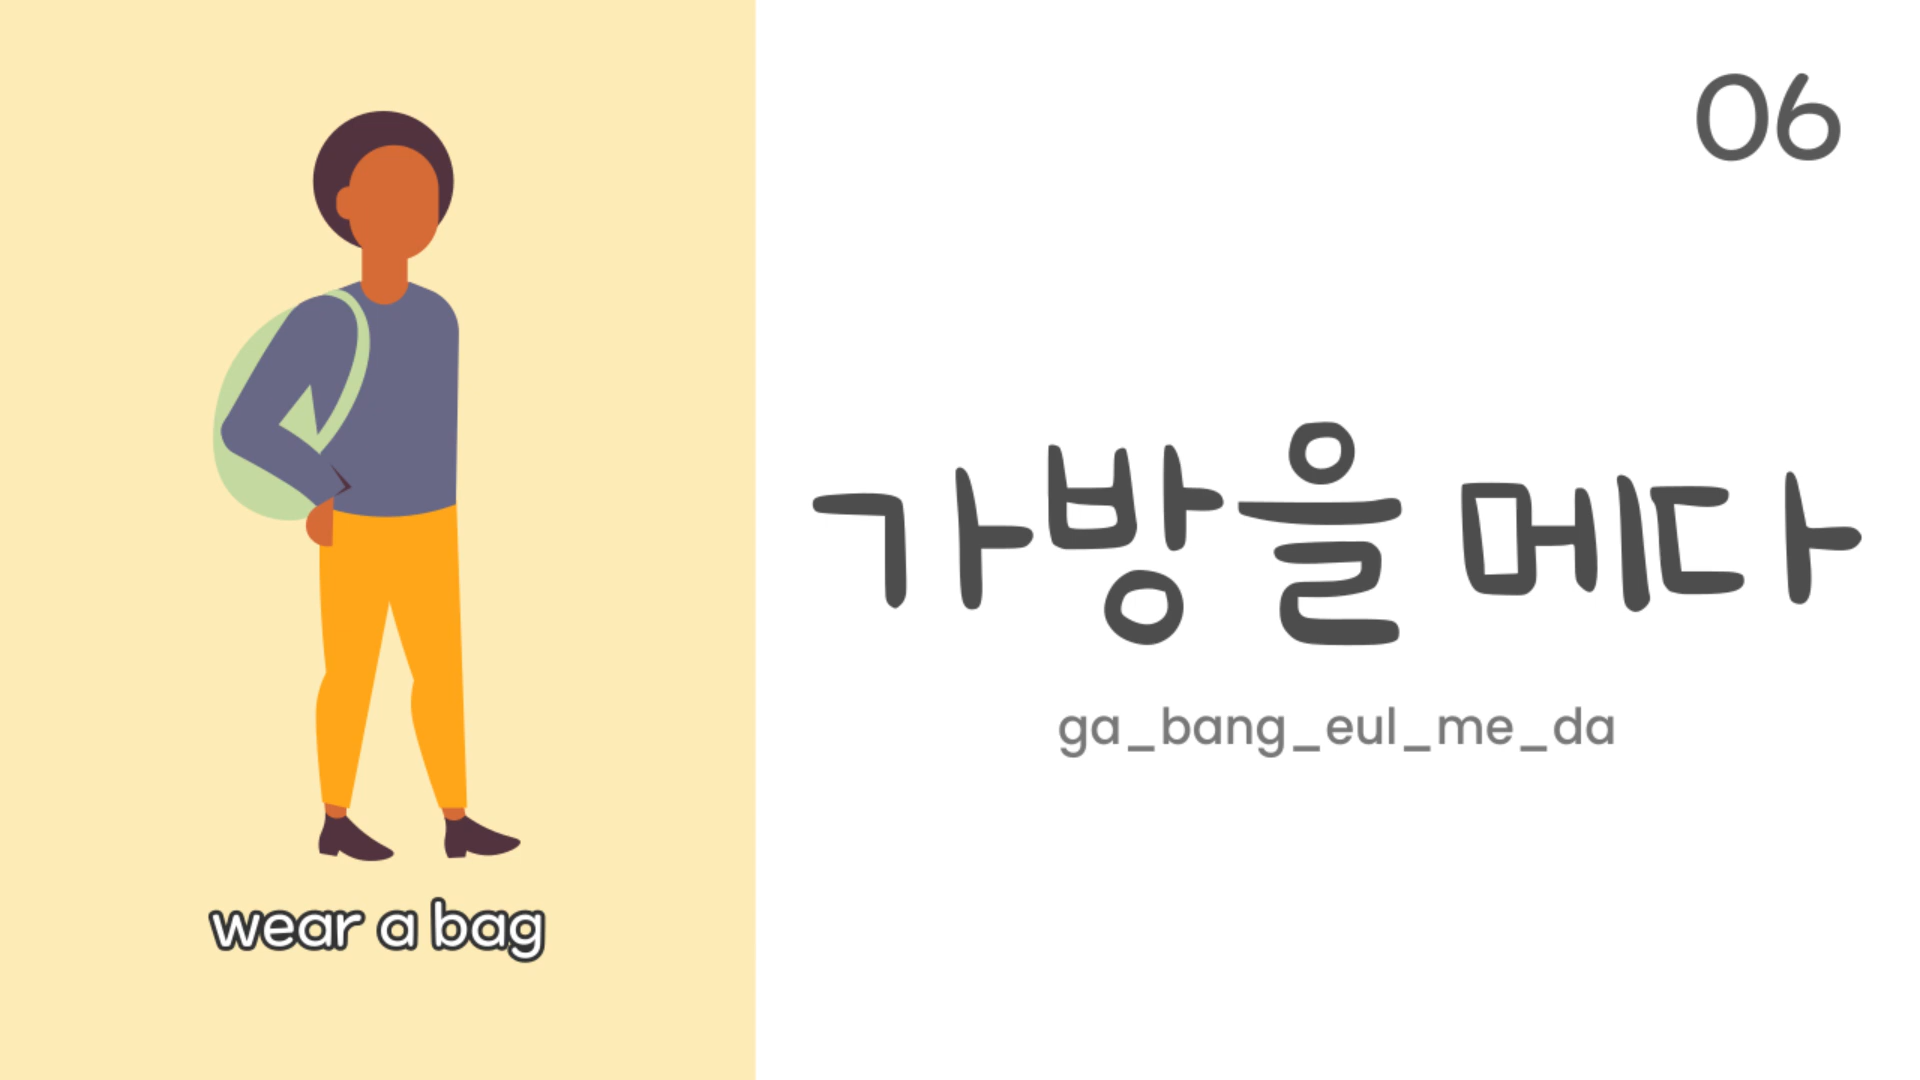 wear a bag
06
가방을 메다
ga_bang_eul_me_da